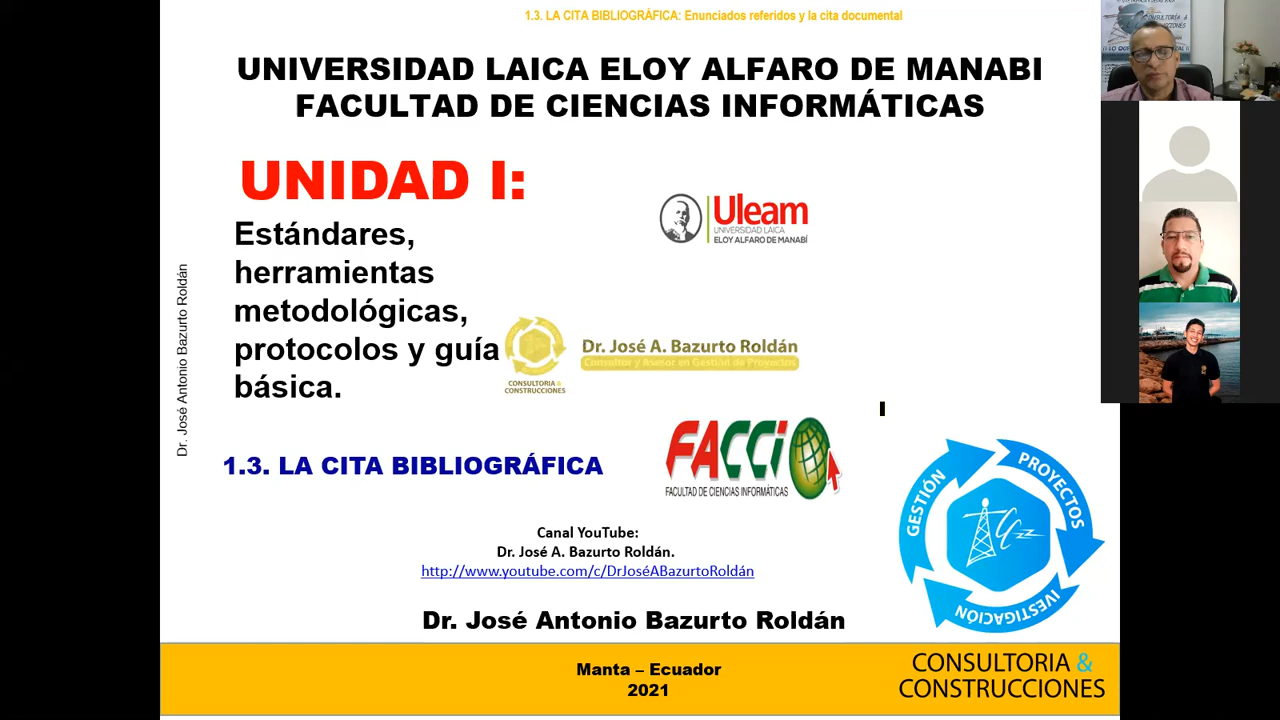 1.3. LA CITA BIBLIOGRÁFICA: Enunciados referidos y la cita documental
UNIVERSIDAD LAICA ELOY ALFARO DE MANABI
FACULTAD DE CIENCIAS INFORMÁTICAS
UNIDAD I:
Estándares,
herramientas
metodológicas,
protocolos y guía
básica.
Uleam
UNIVERSIDAD LAICA
ELOY ALFARO DE MANABÍ
Dr. José Antonio Bazurto Roldán
Dr. José A. Bazurto Roldán
Consultor y Asesor en Gestión de Proyectos
CONSULTORIA &
CONSTRUCCIONES
1.3. LA CITA BIBLIOGRÁFICA
FACCI
FACULTAD DE CIENCIAS INFORMÁTICAS
GESTIÓN
PROYECTOS
IVESTIGACIÓN
Canal YouTube:
Dr. José A. Bazurto Roldán.
http://www.youtube.com/c/DrJoséABazurtoRoldán
Dr. José Antonio Bazurto Roldán
Manta – Ecuador
2021
CONSULTORIA &
CONSTRUCCIONES